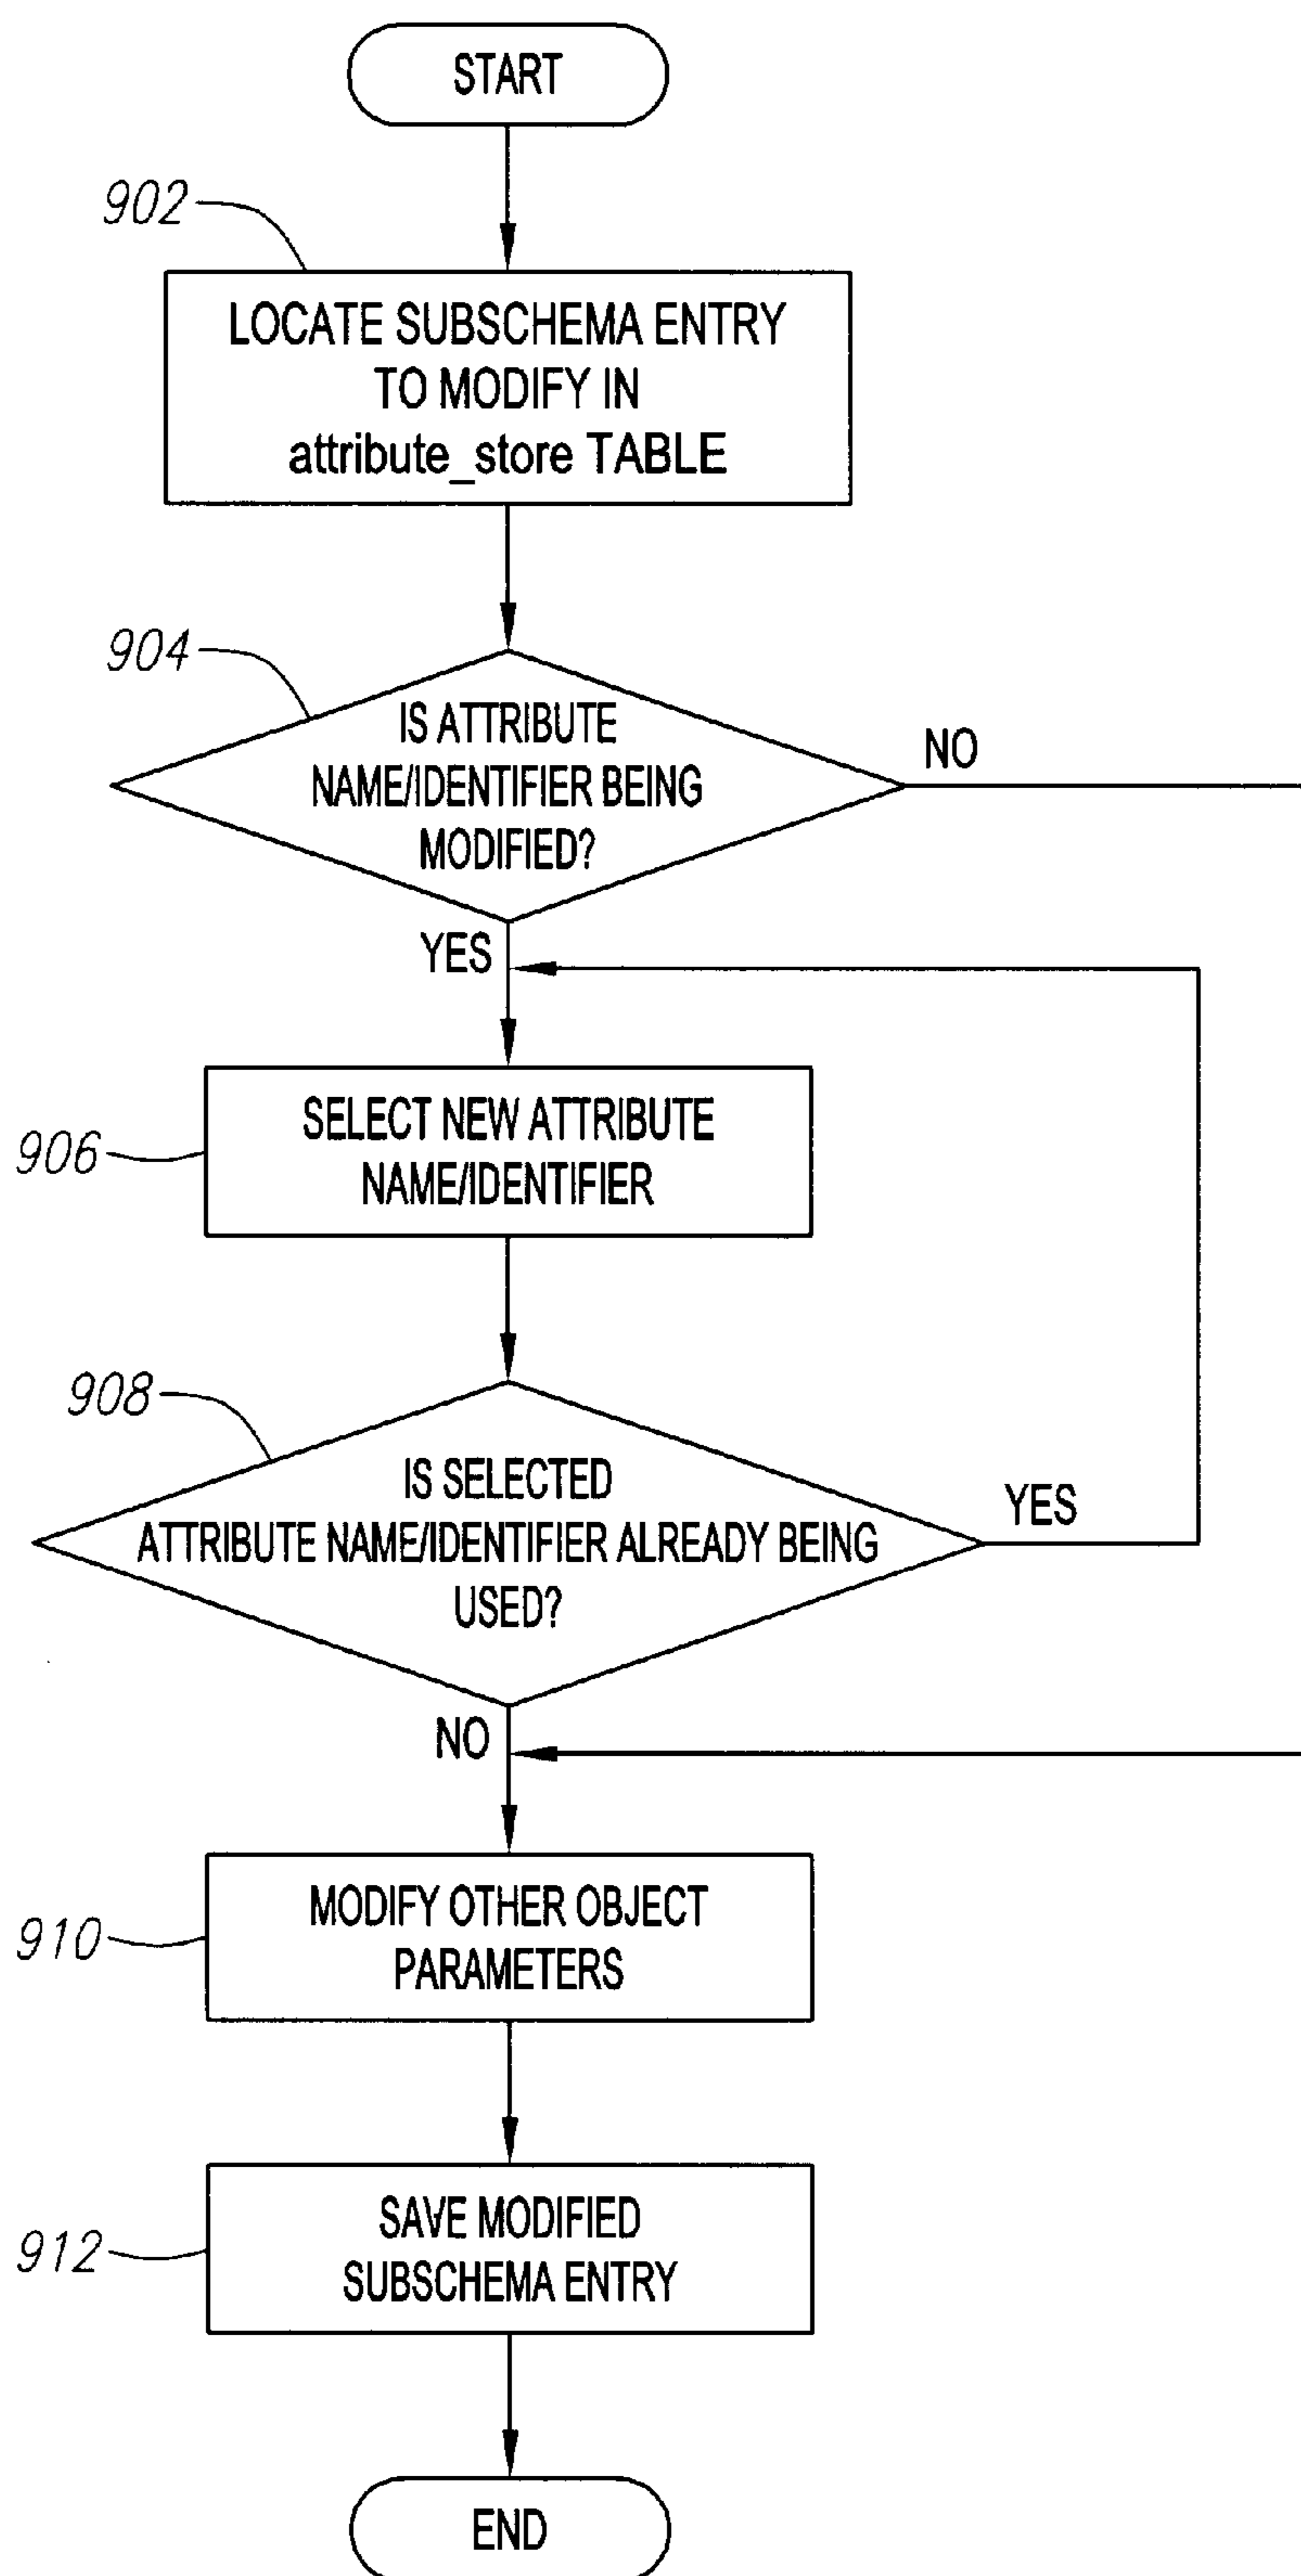 START
902
LOCATE SUBSCHEMA ENTRY
TO MODIFY IN
attribute_store TABLE
904
IS ATTRIBUTE
NAME/IDENTIFIER BEING
MODIFIED?
NO
YES
906
SELECT NEW ATTRIBUTE
NAME/IDENTIFIER
908
IS SELECTED
ATTRIBUTE NAME/IDENTIFIER ALREADY BEING
USED?
YES
NO
910
MODIFY OTHER OBJECT
PARAMETERS
912
SAVE MODIFIED
SUBSCHEMA ENTRY
END